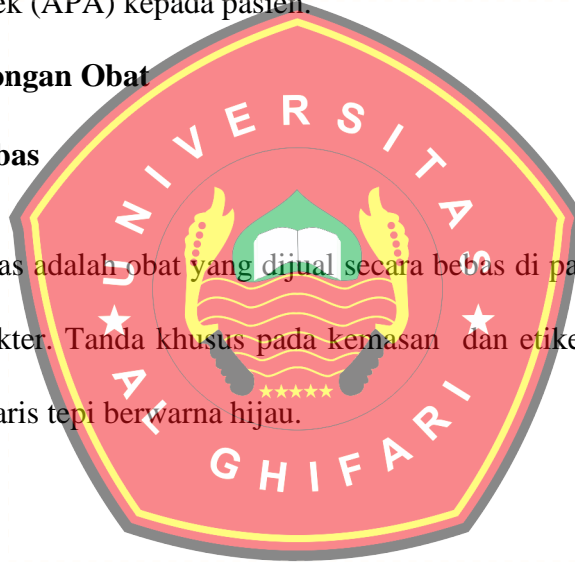 ek (APA) kepada pasien.
ongan Obat
bas
as adalah obat yang dijual secara bebas di pa
kter. Tanda khusus pada kemasan dan etike
aris tepi berwarna hijau.
UNIVERSITAS
AL GHIFARI